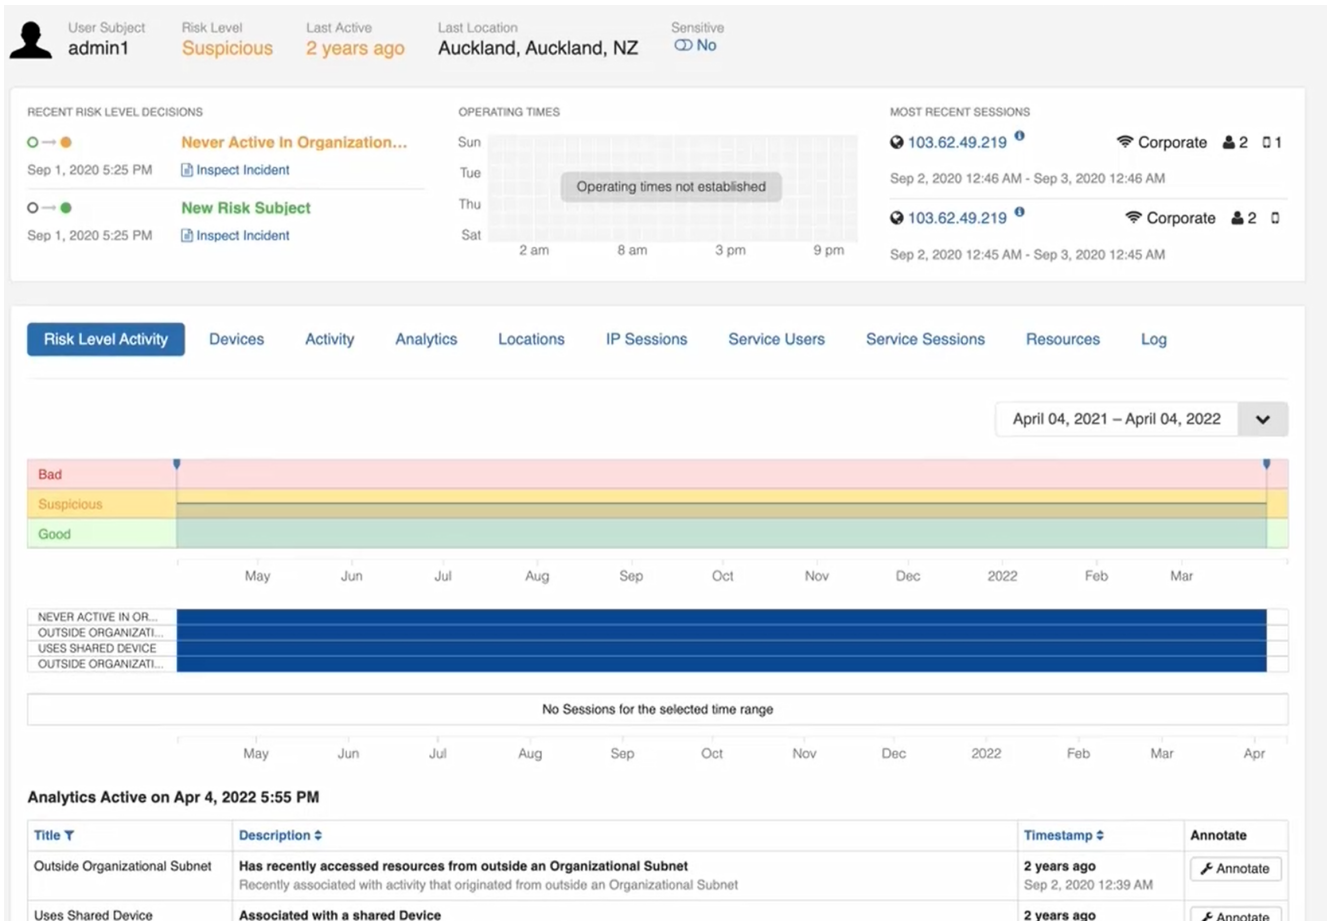 User Subject
admin1
Risk Level
Suspicious
Last Active
2 years ago
Last Location
Auckland, Auckland, NZ
Sensitive
No
RECENT RISK LEVEL DECISIONS
Never Active In Organization...
Sep 1, 2020 5:25 PM
Inspect Incident
New Risk Subject
Sep 1, 2020 5:25 PM
Inspect Incident
OPERATING TIMES
Sun
Tue
Thu
Sat
Operating times not established
2 am 8 am 3 pm 9 pm
MOST RECENT SESSIONS
103.62.49.219 Corporate 2 1
Sep 2, 2020 12:46 AM - Sep 3, 2020 12:46 AM
103.62.49.219 Corporate 2
Sep 2, 2020 12:45 AM - Sep 3, 2020 12:45 AM
Risk Level Activity Devices Activity Analytics Locations IP Sessions Service Users Service Sessions Resources Log
April 04, 2021 – April 04, 2022
Bad
Suspicious
Good
May Jun Jul Aug Sep Oct Nov Dec 2022 Feb Mar
NEVER ACTIVE IN OR...
OUTSIDE ORGANIZATI...
USES SHARED DEVICE
OUTSIDE ORGANIZATI...
No Sessions for the selected time range
May Jun Jul Aug Sep Oct Nov Dec 2022 Feb Mar Apr
Analytics Active on Apr 4, 2022 5:55 PM
Title Description Timestamp Annotate
Outside Organizational Subnet Has recently accessed resources from outside an Organizational Subnet 2 years ago Annotate
Recently associated with activity that originated from outside an Organizational Subnet Sep 2, 2020 12:39 AM
Uses Shared Device Associated with a shared Device 2 years ago Annotate